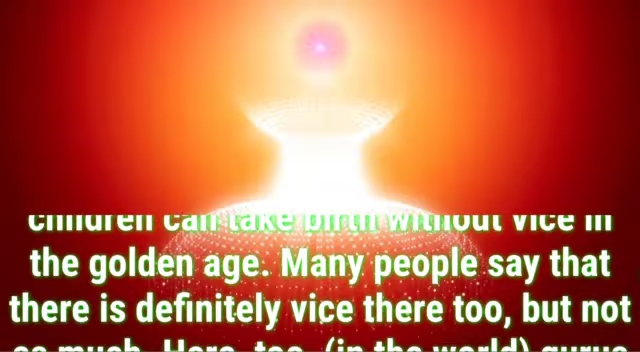 children can take birth without vice in
the golden age. Many people say that
there is definitely vice there too, but not
as much. Here, too, (in the world) gurus